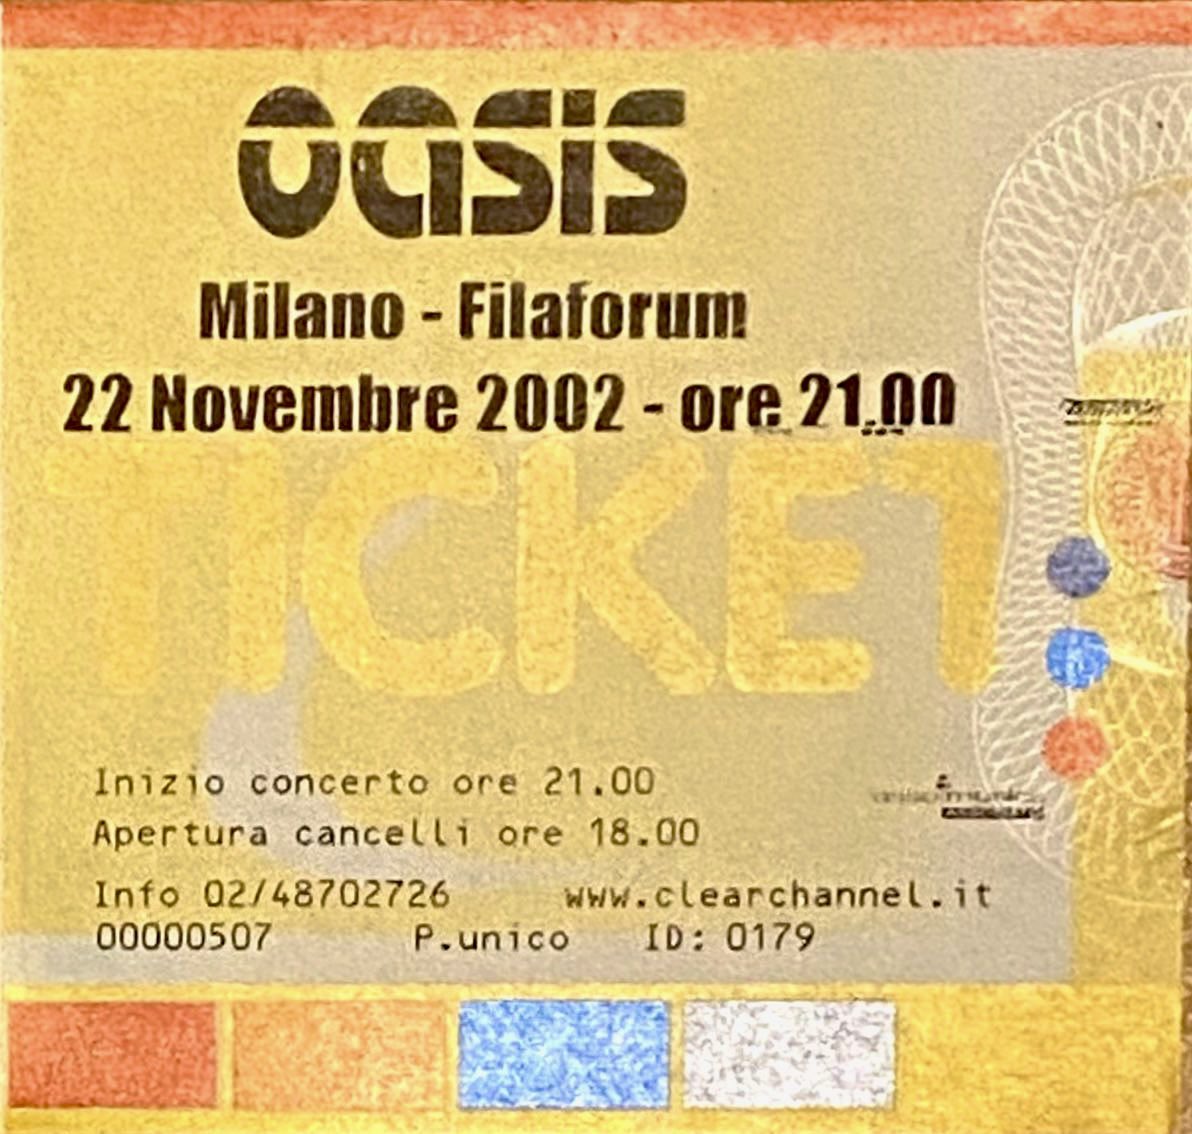 oasis
Milano - Filaforum
22 Novembre 2002 - ore 21.00
TICKET
Inizio concerto ore 21.00
Apertura cancelli ore 18.00
Info 02/48702726 www.clearchannel.it
00000507 P.unico ID: 0179